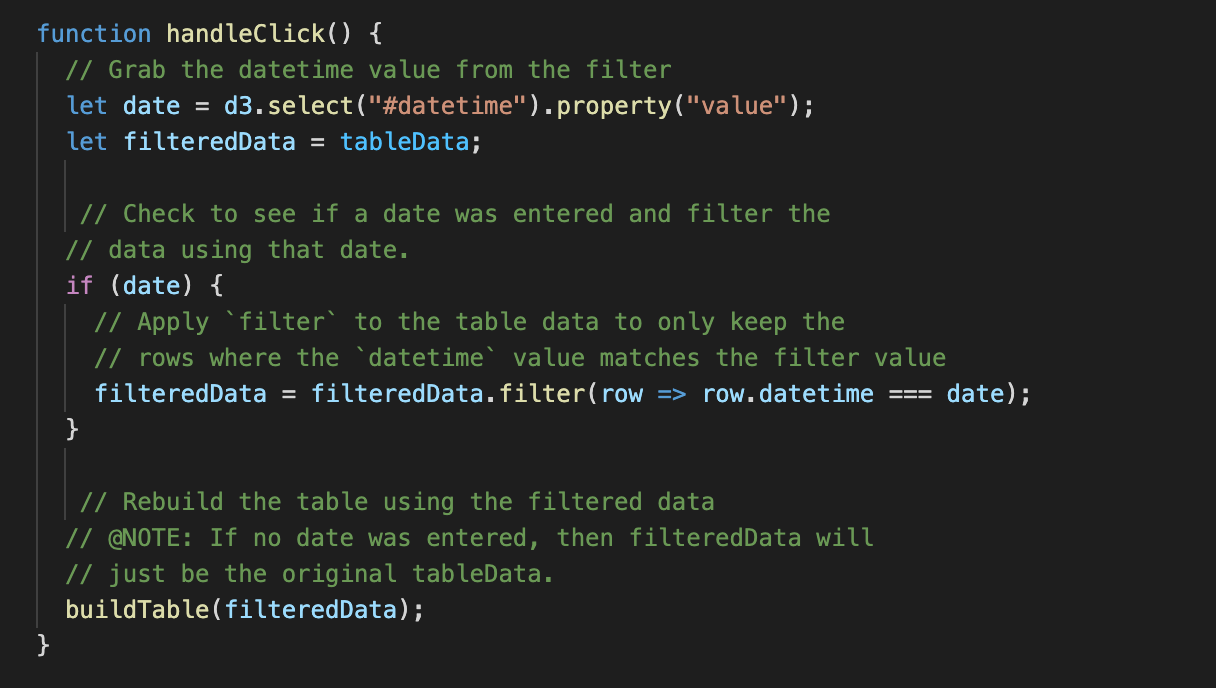 function handleClick() {
  // Grab the datetime value from the filter
  let date = d3.select("#datetime").property("value");
  let filteredData = tableData;

   // Check to see if a date was entered and filter the
  // data using that date.
  if (date) {
    // Apply `filter` to the table data to only keep the
    // rows where the `datetime` value matches the filter value
    filteredData = filteredData.filter(row => row.datetime === date);
  }

   // Rebuild the table using the filtered data
  // @NOTE: If no date was entered, then filteredData will
  // just be the original tableData.
  buildTable(filteredData);
}